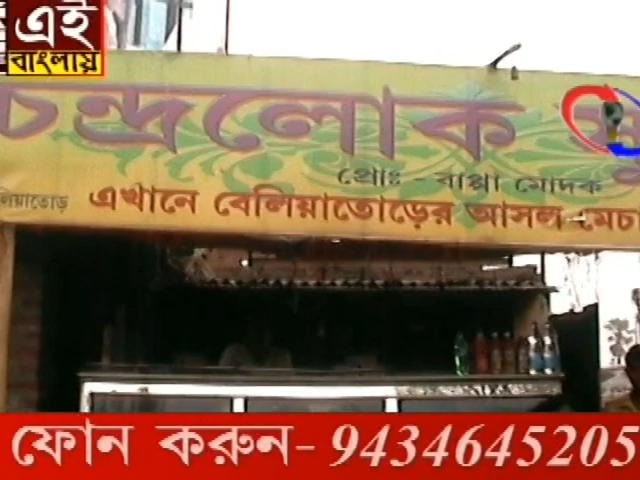 এই
বাংলায়
চন্দ্রলোক
প্রোঃ - বাপ্পা মোদক
এখানে বেলিয়াতোড়ের আসল মেচা
ফোন করুন- 9434645205